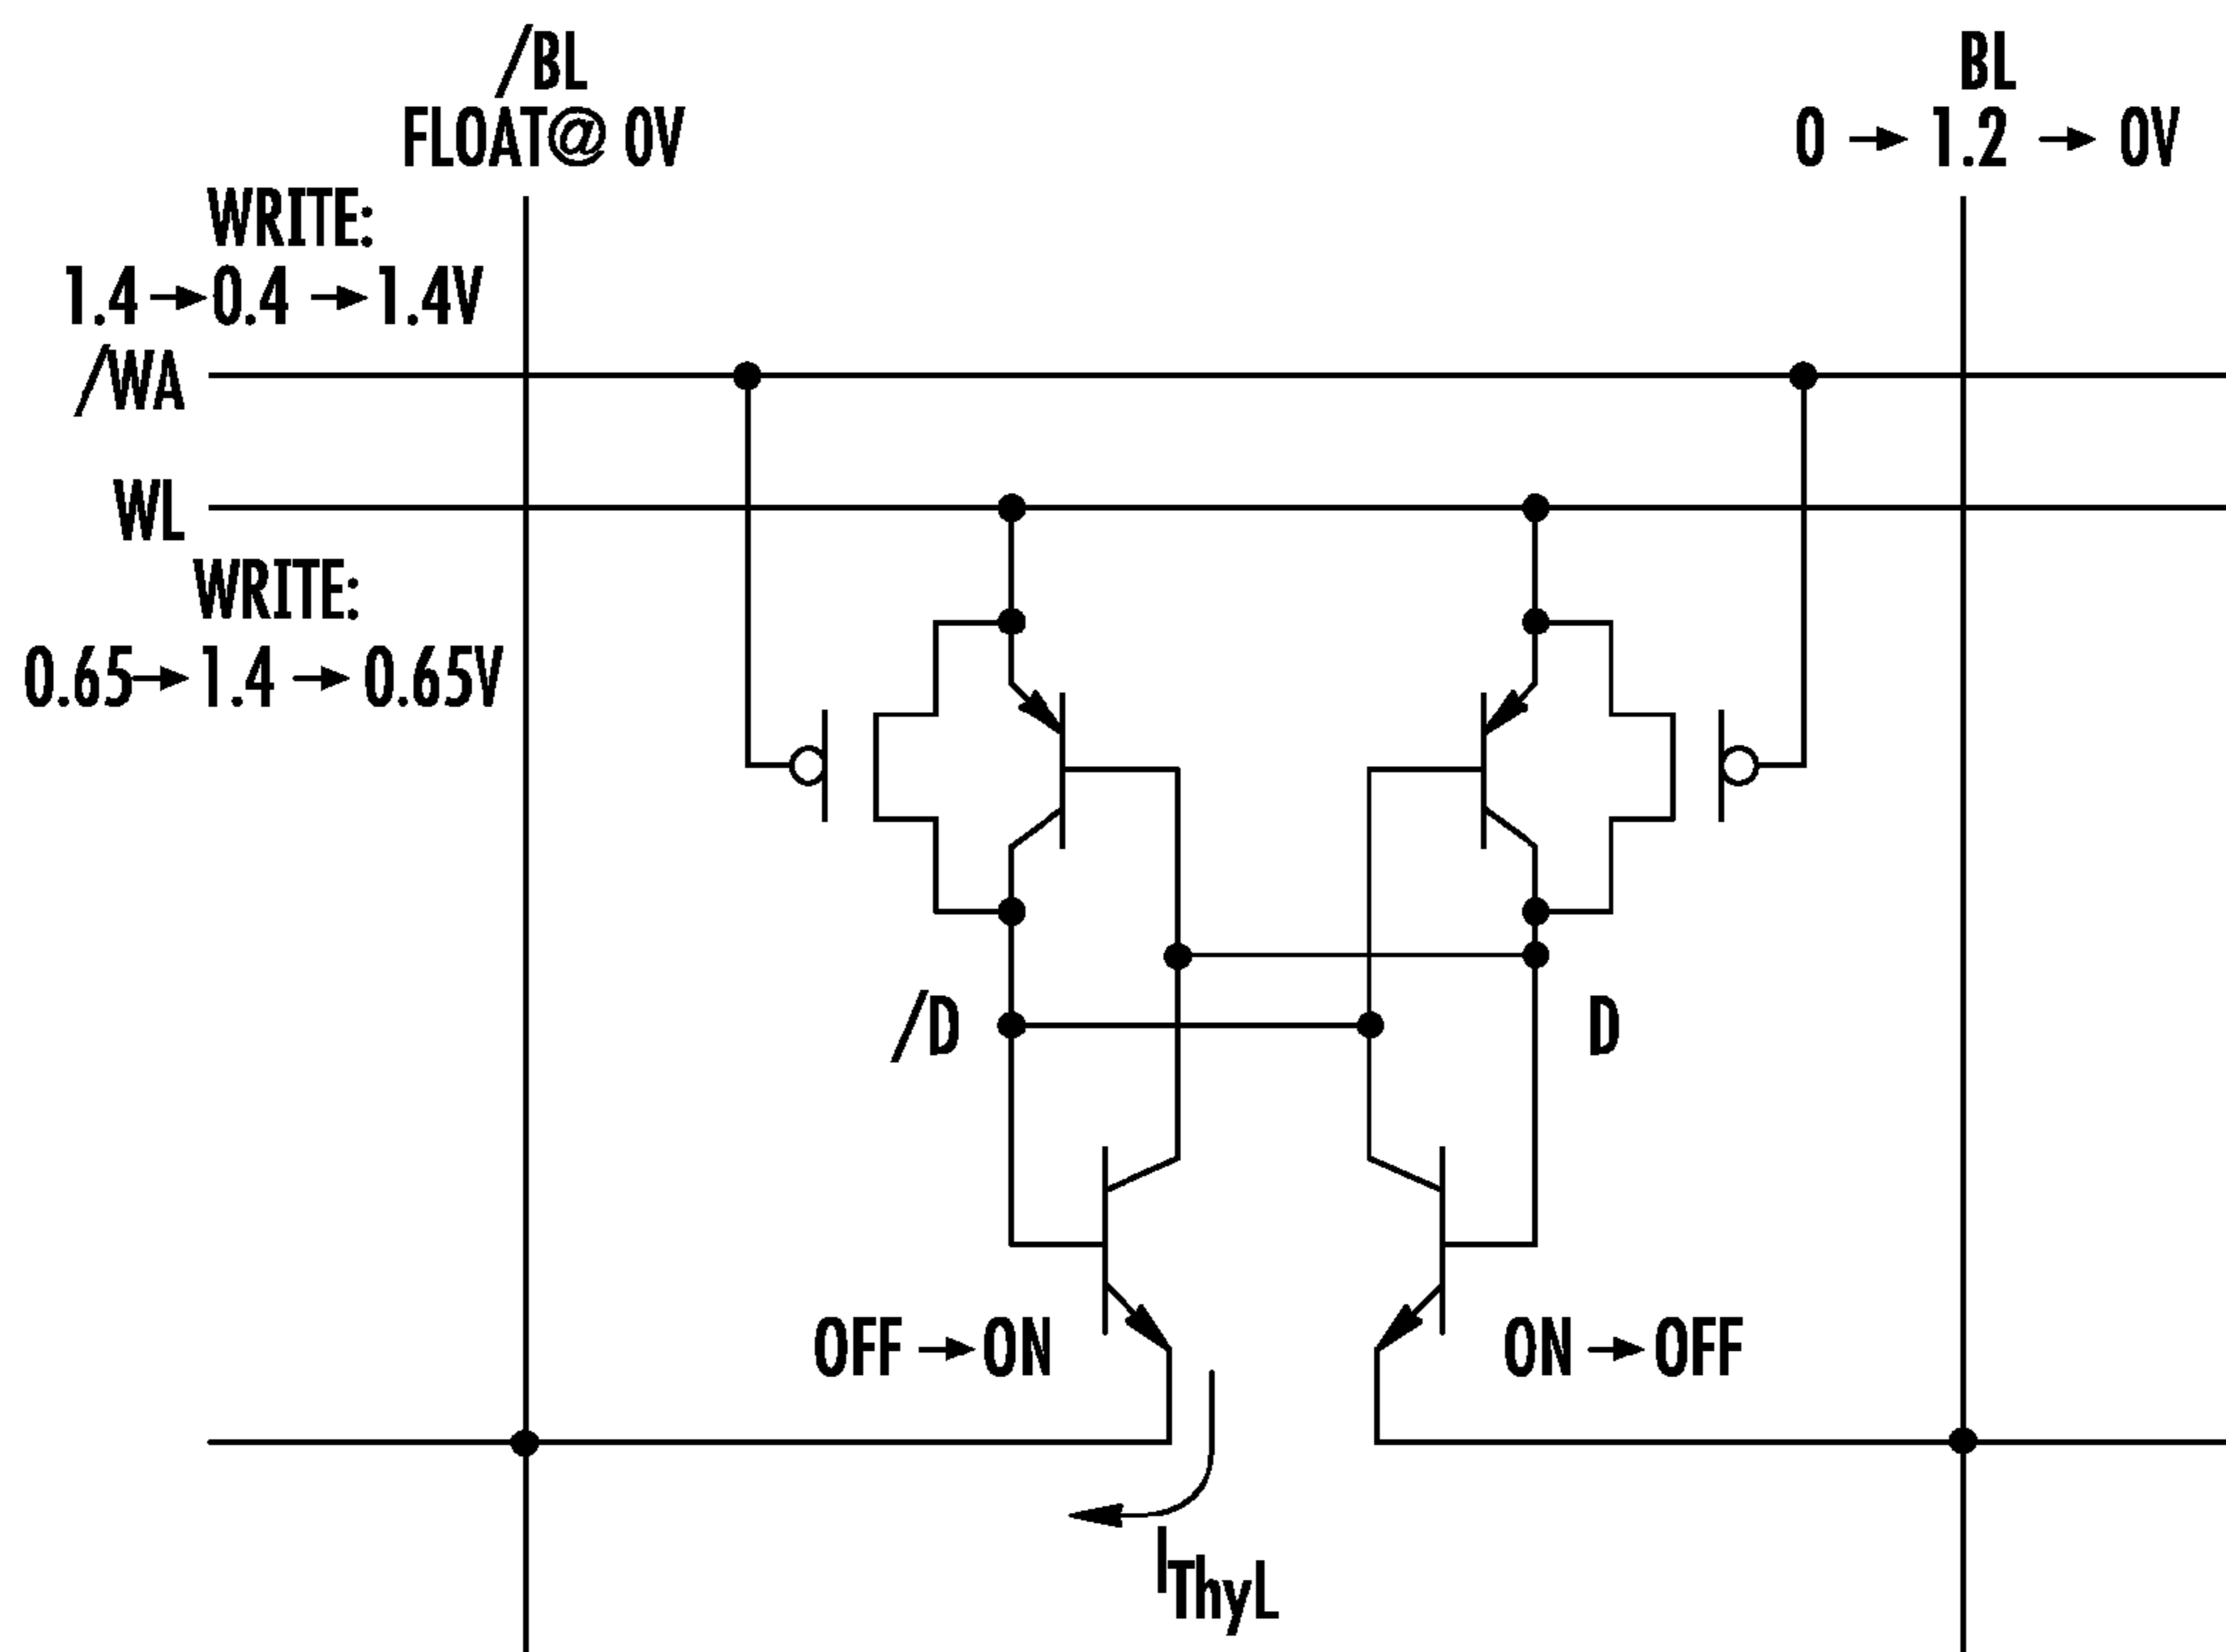 /BL
FLOAT@ 0V
BL
0 → 1.2 → 0V
WRITE:
1.4→0.4→1.4V
/WA
WL
WRITE:
0.65→1.4→0.65V
/D
D
OFF→ON
ON→OFF
IThyL